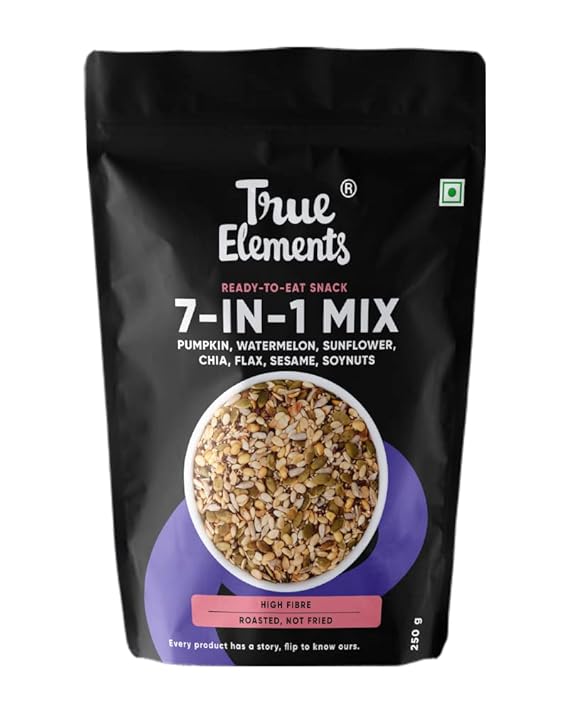 True ®
Elements
READY-TO-EAT SNACK
7-IN-1 MIX
PUMPKIN, WATERMELON, SUNFLOWER,
CHIA, FLAX, SESAME, SOYNUTS
HIGH FIBRE
ROASTED, NOT FRIED
Every product has a story, flip to know ours.
250 g